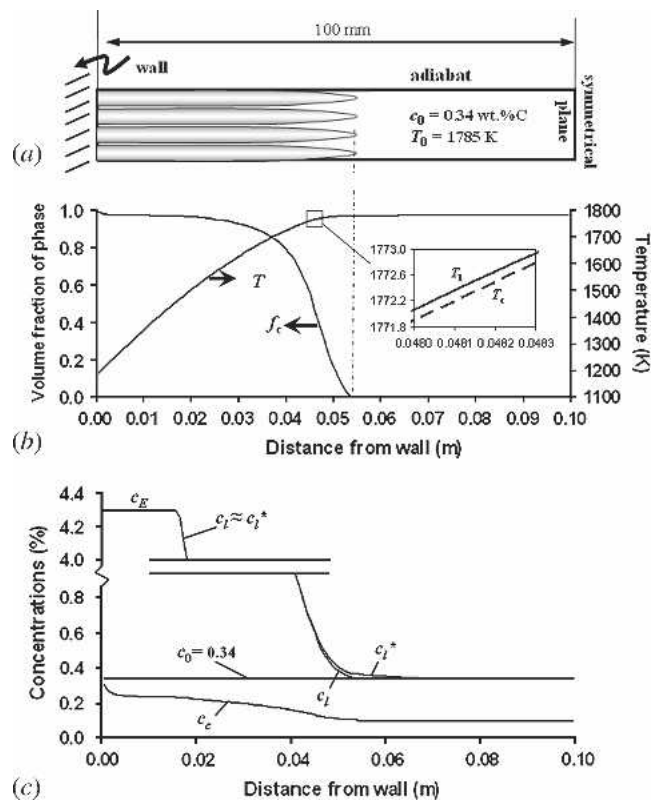 (a)
100 mm
wall
adiabat
symmetrical
plane
c0 = 0.34 wt.%C
T0 = 1785 K
(b)
Volume fraction of phase
1.0
0.8
0.6
0.4
0.2
0.0
T
fc
1773.0
1772.6
1772.2
1771.8
Tl
Tc
0.0480 0.0481 0.0482 0.0483
1800
1700
1600
1500
1400
1300
1200
1100
Temperature (K)
0.00 0.01 0.02 0.03 0.04 0.05 0.06 0.07 0.08 0.09 0.10
Distance from wall (m)
(c)
Concentrations (%)
4.4
4.2
4.0
0.8
0.6
0.4
0.2
0.0
cE
cl ≈ cl*
c0 = 0.34
cl*
cl
cc
0.00 0.02 0.04 0.06 0.08 0.10
Distance from wall (m)